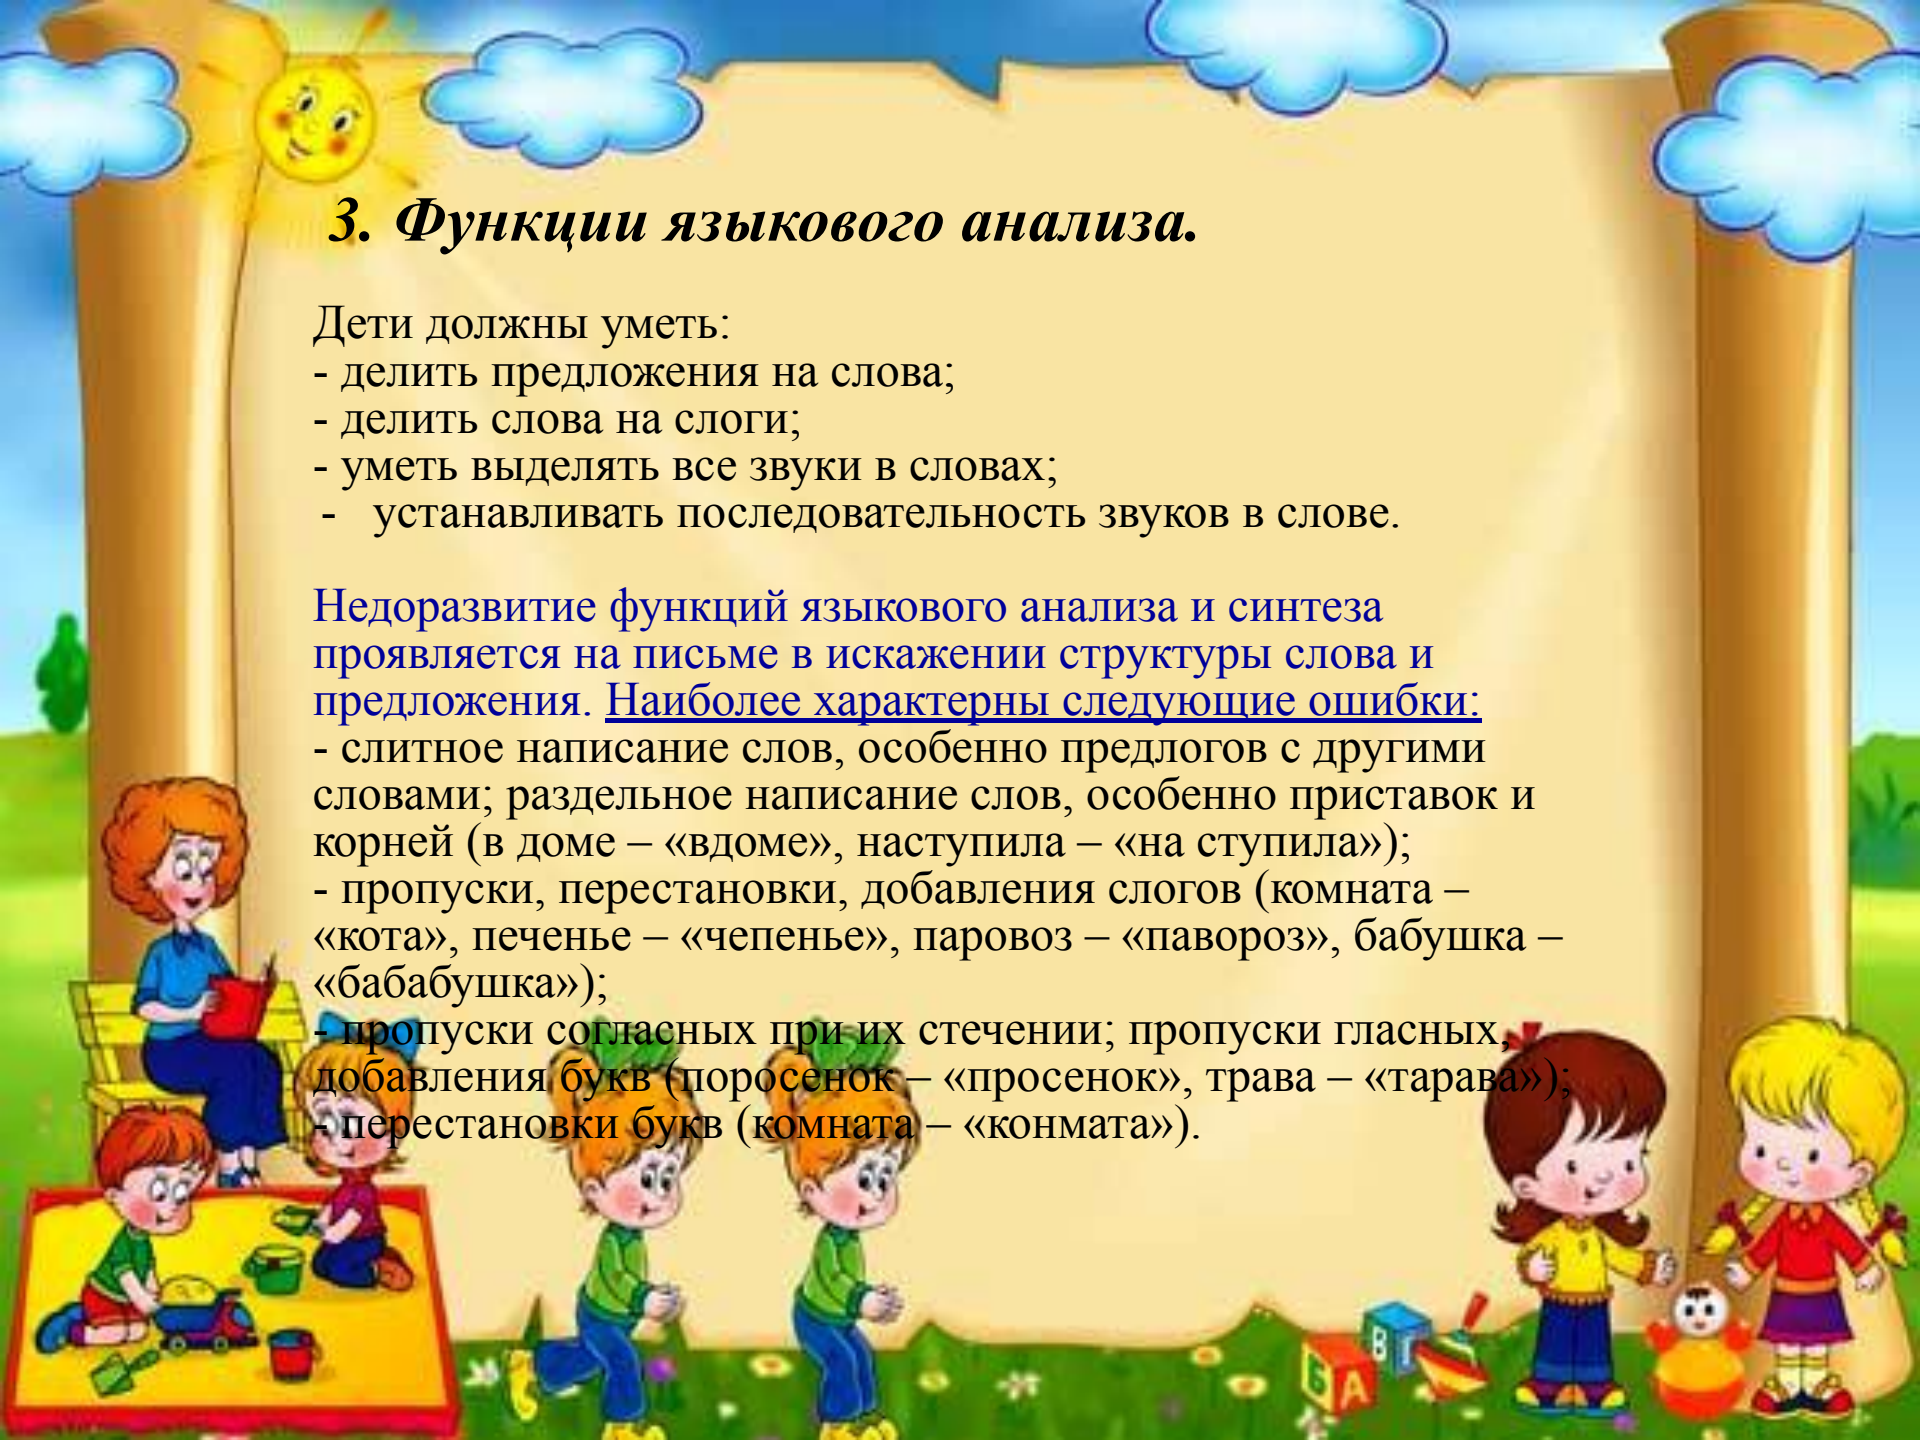 3. Функции языкового анализа.
Дети должны уметь:
- делить предложения на слова;
- делить слова на слоги;
- уметь выделять все звуки в словах;
- устанавливать последовательность звуков в слове.
Недоразвитие функций языкового анализа и синтеза
проявляется на письме в искажении структуры слова и
предложения. Наиболее характерны следующие ошибки:
- слитное написание слов, особенно предлогов с другими
словами; раздельное написание слов, особенно приставок и
корней (в доме – «вдоме», наступила – «на ступила»);
- пропуски, перестановки, добавления слогов (комната –
«кота», печенье – «чепенье», паровоз – «павороз», бабушка –
«бабабушка»);
- пропуски согласных при их стечении; пропуски гласных,
добавления букв (поросенок – «просенок», трава – «тарава»);
- перестановки букв (комната – «конмата»).
В Г
Б А